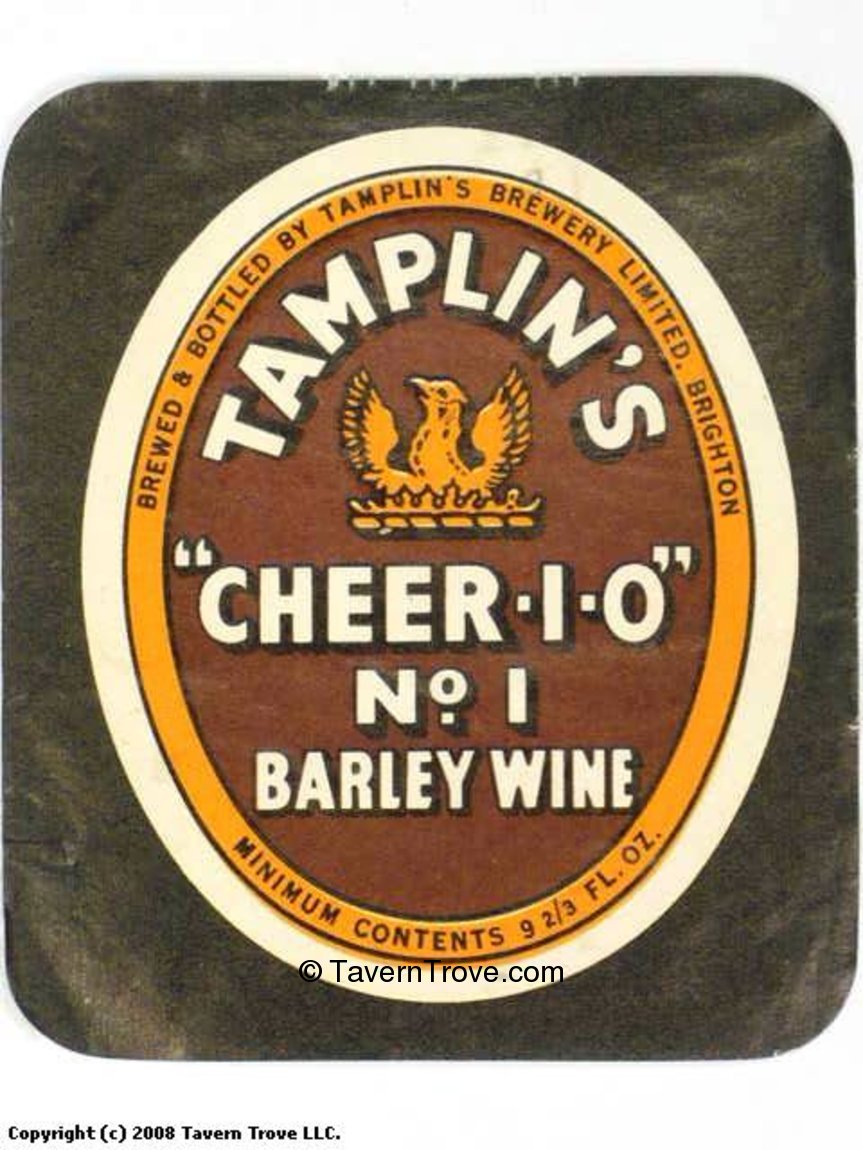 BREWED & BOTTLED BY TAMPLIN'S BREWERY LIMITED. BRIGHTON
TAMPLIN'S
"CHEER·I·O"
Nº 1
BARLEY WINE
MINIMUM CONTENTS 9 2/3 FL. OZ.
© TavernTrove.com
Copyright (c) 2008 Tavern Trove LLC.